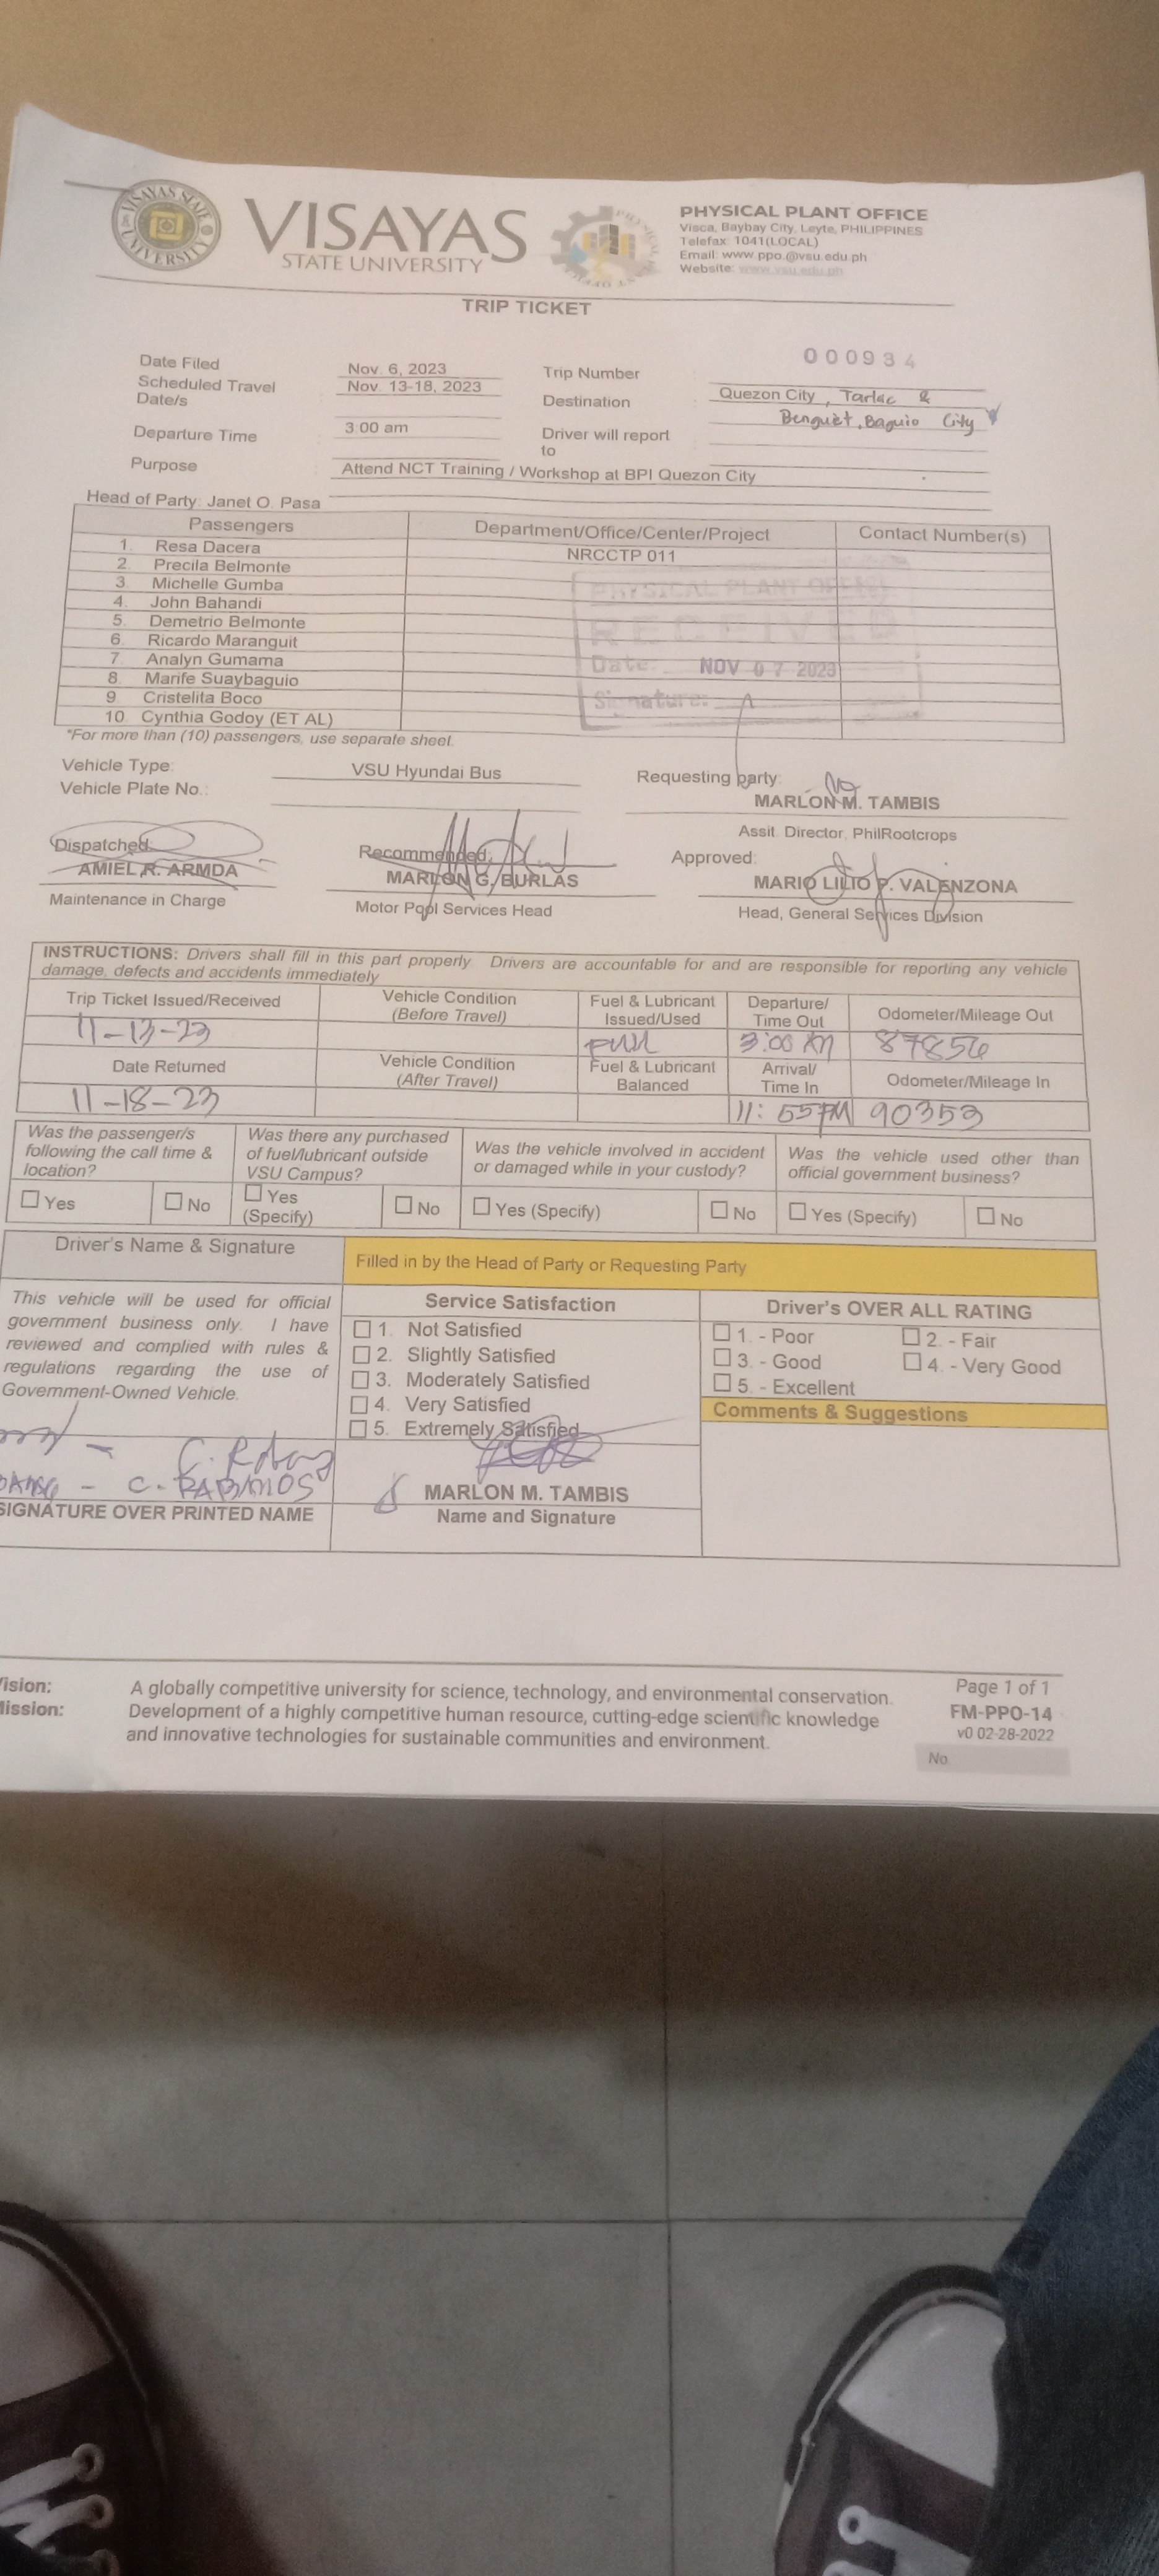 VISAYAS
STATE UNIVERSITY
VISAYAS STATE UNIVERSITY
PHYSICAL PLANT OFFICE
Visca, Baybay City, Leyte, PHILIPPINES
Telefax: 1041(LOCAL)
Email: www.ppo.@vsu.edu.ph
Website: www.vsu.edu.ph
TRIP TICKET
Date Filed Nov. 6, 2023 Trip Number 000934
Scheduled Travel Date/s Nov. 13-18, 2023 Destination Quezon City, Tarlac &
Benguet, Baguio City
Departure Time 3:00 am Driver will report to
Purpose Attend NCT Training / Workshop at BPI Quezon City
Head of Party: Janet O. Pasa
Passengers Department/Office/Center/Project Contact Number(s)
1. Resa Dacera NRCCTP 011
2. Precila Belmonte
3. Michelle Gumba
4. John Bahandi
5. Demetrio Belmonte
6. Ricardo Maranguit
7. Analyn Gumama
8. Marife Suaybaguio
9. Cristelita Boco
10. Cynthia Godoy (ET AL)
PHYSICAL PLANT OFFICE
RECEIVED
Date: NOV 07 2023
Signature:
*For more than (10) passengers, use separate sheet.
Vehicle Type: VSU Hyundai Bus Requesting party:
Vehicle Plate No.: MARLON M. TAMBIS
Assit. Director, PhilRootcrops
Dispatched: Recommended: Approved:
AMIEL R. ARMDA MARLON G. BURLAS MARIO LILIO P. VALENZONA
Maintenance in Charge Motor Pool Services Head Head, General Services Division
INSTRUCTIONS: Drivers shall fill in this part properly. Drivers are accountable for and are responsible for reporting any vehicle
damage, defects and accidents immediately
Trip Ticket Issued/Received Vehicle Condition (Before Travel) Fuel & Lubricant Issued/Used Departure/ Time Out Odometer/Mileage Out
11-13-23 FULL 3:00 AM 87856
Date Returned Vehicle Condition (After Travel) Fuel & Lubricant Balanced Arrival/ Time In Odometer/Mileage In
11-18-23 11:55PM 90353
Was the passenger/s following the call time & location? Was there any purchased of fuel/lubricant outside VSU Campus? Was the vehicle involved in accident or damaged while in your custody? Was the vehicle used other than official government business?
Yes No Yes (Specify) No Yes (Specify) No Yes (Specify) No
Driver's Name & Signature Filled in by the Head of Party or Requesting Party
This vehicle will be used for official
government business only. I have
reviewed and complied with rules &
regulations regarding the use of
Government-Owned Vehicle.
C. RABANOS
SIGNATURE OVER PRINTED NAME
Service Satisfaction
1. Not Satisfied
2. Slightly Satisfied
3. Moderately Satisfied
4. Very Satisfied
5. Extremely Satisfied
MARLON M. TAMBIS
Name and Signature
Driver's OVER ALL RATING
1. - Poor 2. - Fair
3. - Good 4. - Very Good
5. - Excellent
Comments & Suggestions
Vision: A globally competitive university for science, technology, and environmental conservation.
Mission: Development of a highly competitive human resource, cutting-edge scientific knowledge
and innovative technologies for sustainable communities and environment.
Page 1 of 1
FM-PPO-14
v0 02-28-2022
No